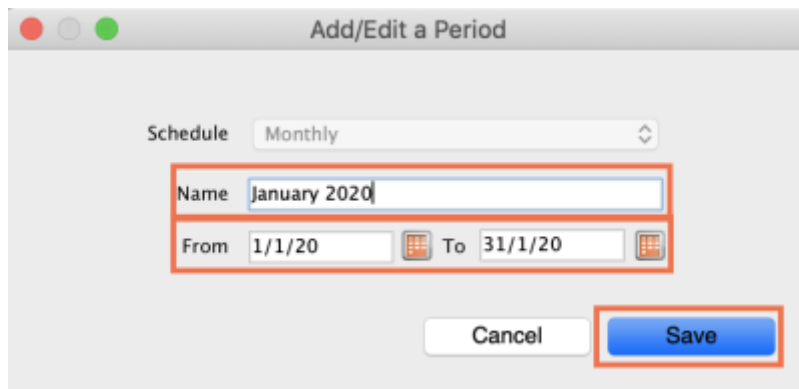 Add/Edit a Period
Schedule Monthly
Name January 2020
From 1/1/20 To 31/1/20
Cancel Save